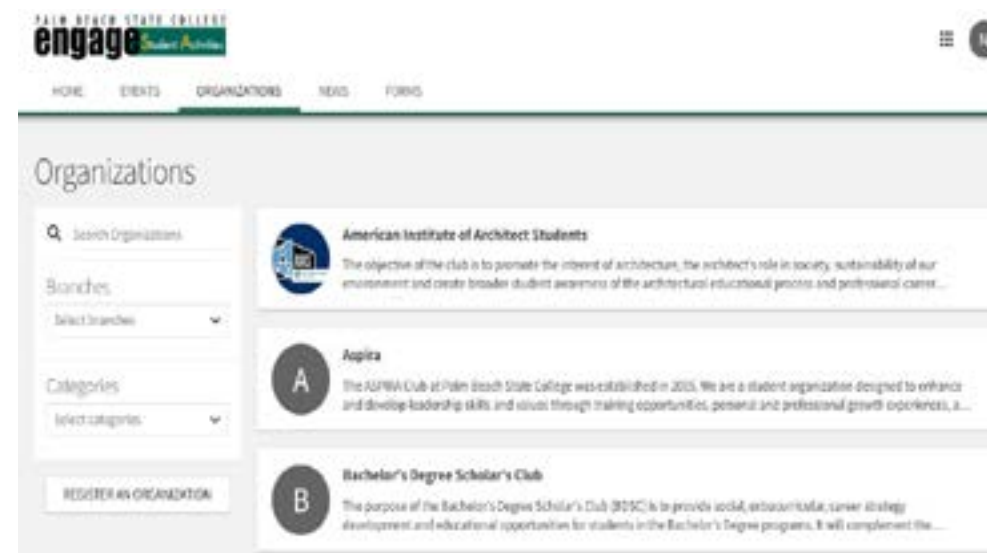 PALM BEACH STATE COLLEGE
engage Student Activities
N
HOME EVENTS ORGANIZATIONS NEWS FORMS
Organizations
Search Organizations
Branches
Select branches
Categories
Select categories
REGISTER AN ORGANIZATION
American Institute of Architect Students
The objective of the club is to promote the interest of architecture, the architect's role in society, sustainability of our
environment and create broader student awareness of the architectural educational process and professional career...
A
Aspira
The ASPIRA Club at Palm Beach State College was established in 2015. We are a student organization designed to enhance
and develop leadership skills and values through training opportunities, personal and professional growth experiences, a...
B
Bachelor's Degree Scholar's Club
The purpose of the Bachelor's Degree Scholar's Club (BDSC) is to provide social, extracurricular, career strategy
development and educational opportunities for students in the Bachelor's Degree programs. It will complement the...